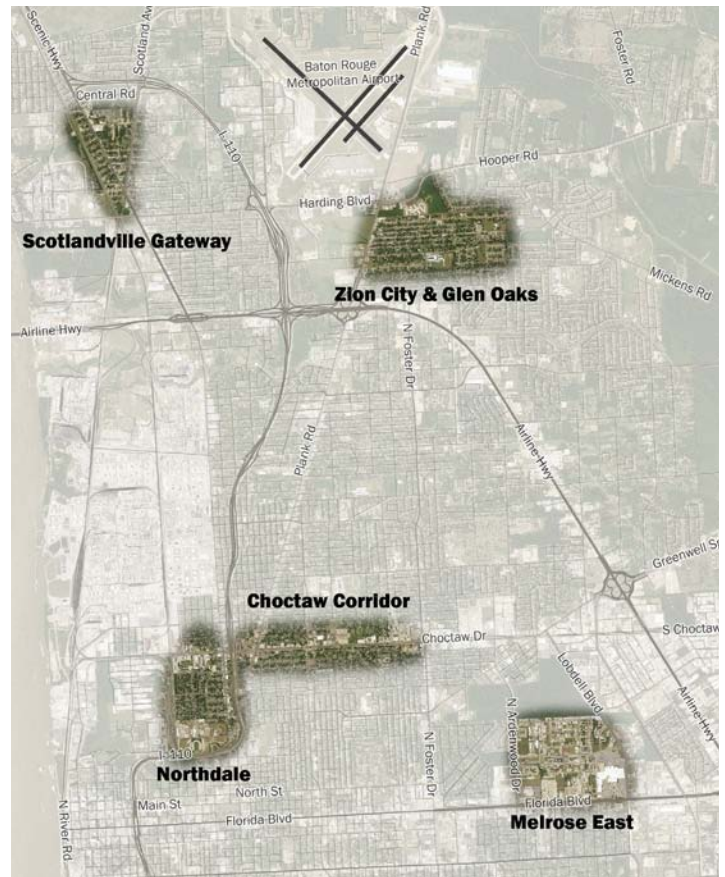 Scenic Hwy
Scotland Av
Plank Rd
Foster Rd
Baton Rouge
Metropolitan Airport
Central Rd
I-110
Hooper Rd
Harding Blvd
Scotlandville Gateway
Mickens Rd
Zion City & Glen Oaks
Airline Hwy
N Foster Dr
Plank Rd
Airline Hwy
Greenwell Sp
Choctaw Corridor
Choctaw Dr
S Choctaw
Lobdell Blvd
N Ardenwood Dr
Airline Hwy
I-110
Northdale
N Foster Dr
North St
Main St
Florida Blvd
Florida Blvd
Melrose East
N River Rd